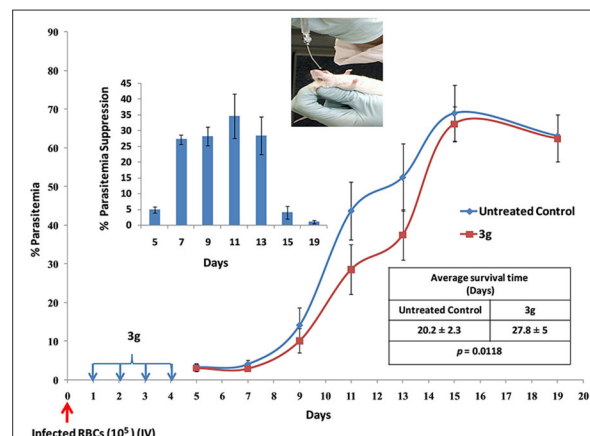 90
80
70
60
50
40
30
20
10
0
% Parasitemia
45
40
35
30
25
20
15
10
5
0
% Parasitemia Suppression
5 7 9 11 13 15 19
Days
Untreated Control
3g
Average survival time
(Days)
Untreated Control 3g
20.2 ± 2.3 27.8 ± 5
p = 0.0118
3g
0 1 2 3 4 5 6 7 8 9 10 11 12 13 14 15 16 17 18 19 20
Days
Infected RBCs (10⁵) (IV)